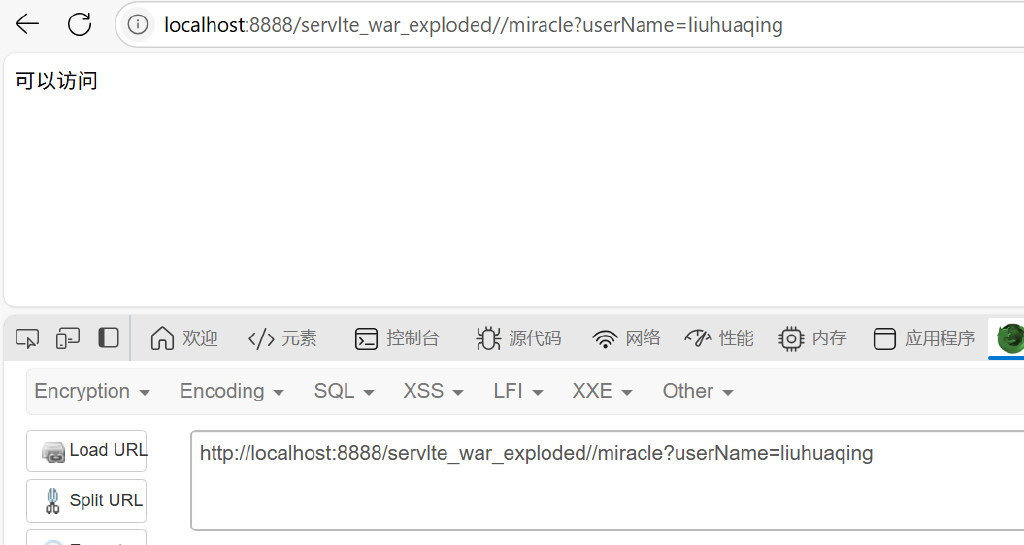 localhost:8888/servlte_war_exploded//miracle?userName=liuhuaqing
可以访问
欢迎 元素 控制台 源代码 网络 性能 内存 应用程序
Encryption Encoding SQL XSS LFI XXE Other
Load URL
http://localhost:8888/servlte_war_exploded//miracle?userName=liuhuaqing
Split URL